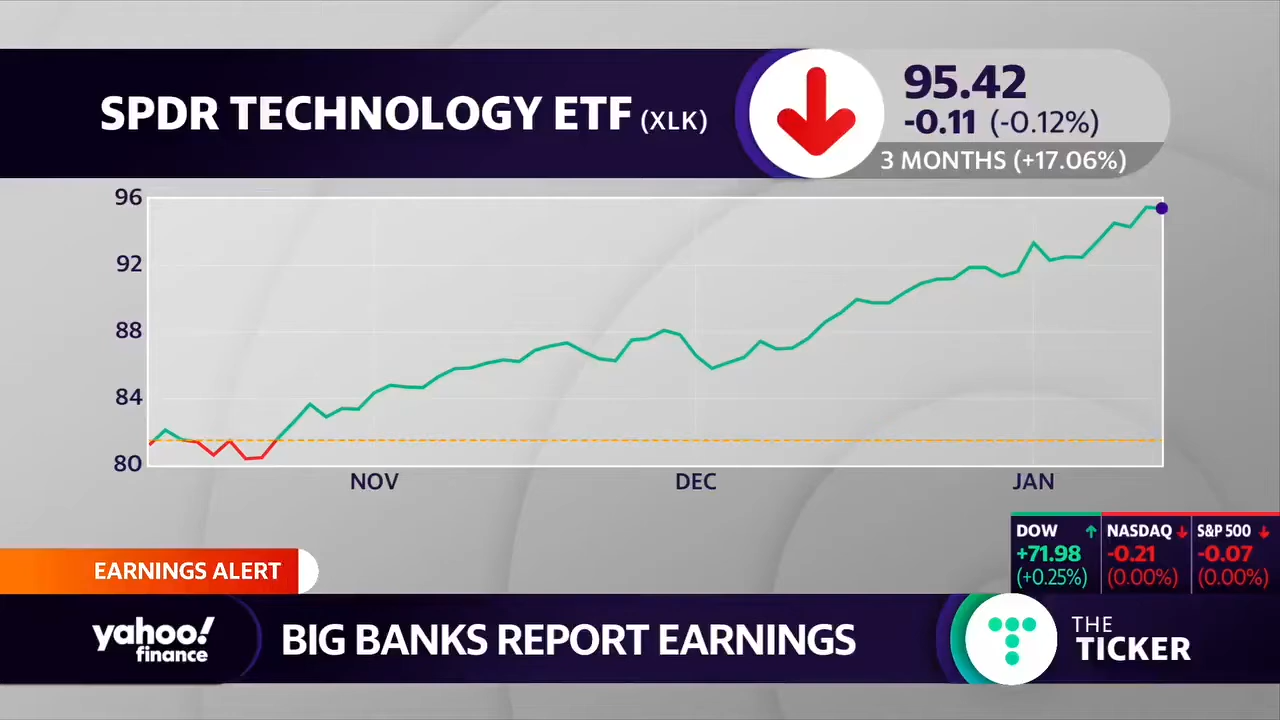 SPDR TECHNOLOGY ETF (XLK)
95.42
-0.11 (-0.12%)
3 MONTHS (+17.06%)
96
92
88
84
80
NOV DEC JAN
DOW NASDAQ S&P 500
+71.98 -0.21 -0.07
(+0.25%) (0.00%) (0.00%)
EARNINGS ALERT
yahoo!
finance
BIG BANKS REPORT EARNINGS
THE
TICKER